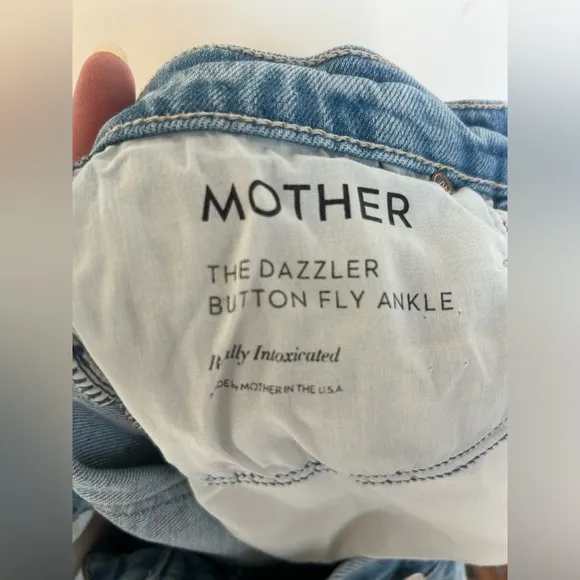 MOTHER
THE DAZZLER
BUTTON FLY ANKLE
Intoxicated
MOTHER IN THE U.S.A